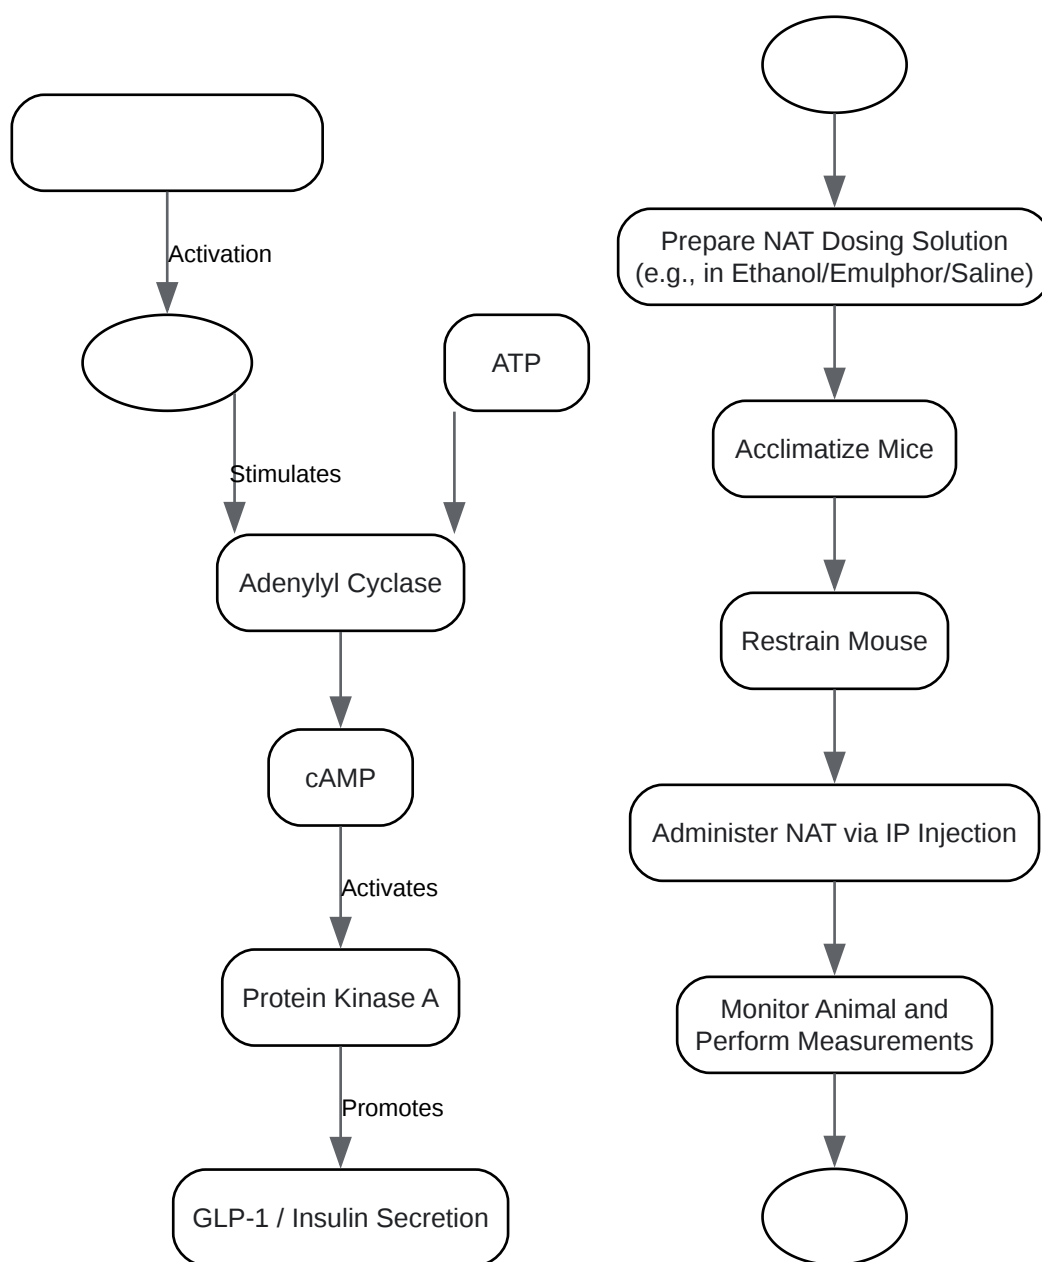 Activation
ATP
Stimulates
Adenylyl Cyclase
cAMP
Activates
Protein Kinase A
Promotes
GLP-1 / Insulin Secretion
Prepare NAT Dosing Solution
(e.g., in Ethanol/Emulphor/Saline)
Acclimatize Mice
Restrain Mouse
Administer NAT via IP Injection
Monitor Animal and
Perform Measurements